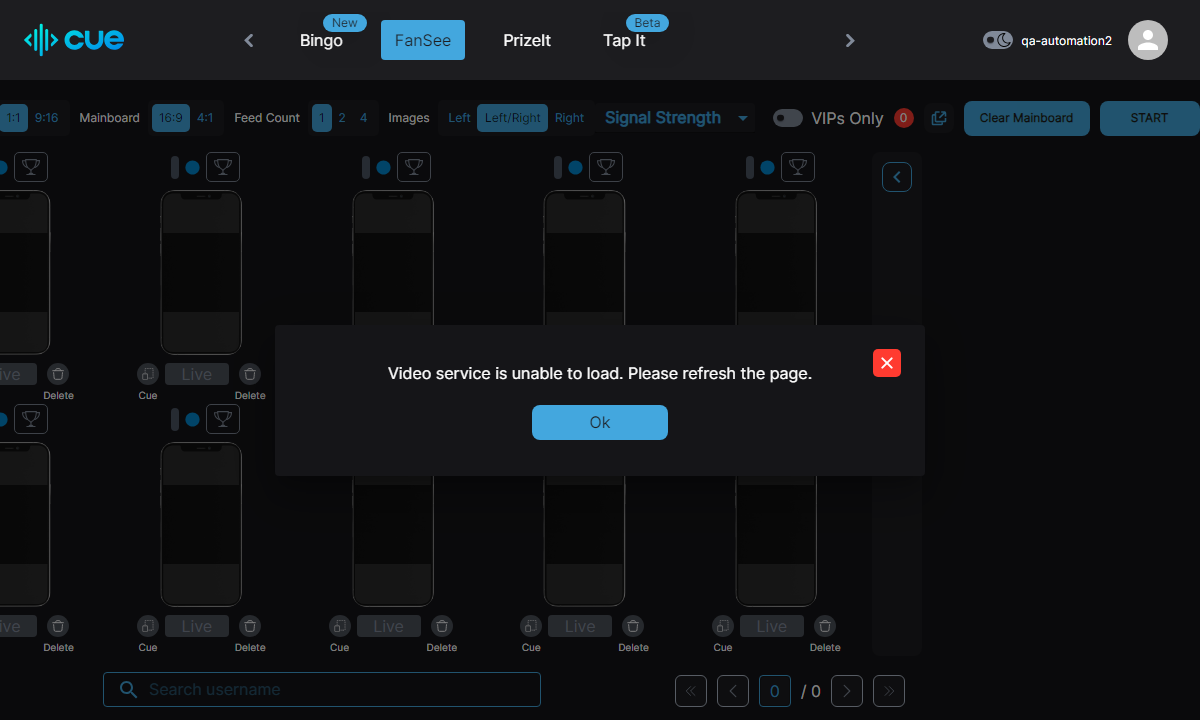 cue
New
Bingo
FanSee
PrizeIt
Beta
Tap It
qa-automation2
1:1 9:16 Mainboard 16:9 4:1 Feed Count 1 2 4 Images Left Left/Right Right Signal Strength VIPs Only 0 Clear Mainboard START
Live Live
Delete Cue Delete
Video service is unable to load. Please refresh the page.
Ok
ive Live Live Live Live
Delete Cue Delete Cue Delete Cue Delete Cue Delete
Search username
0 / 0